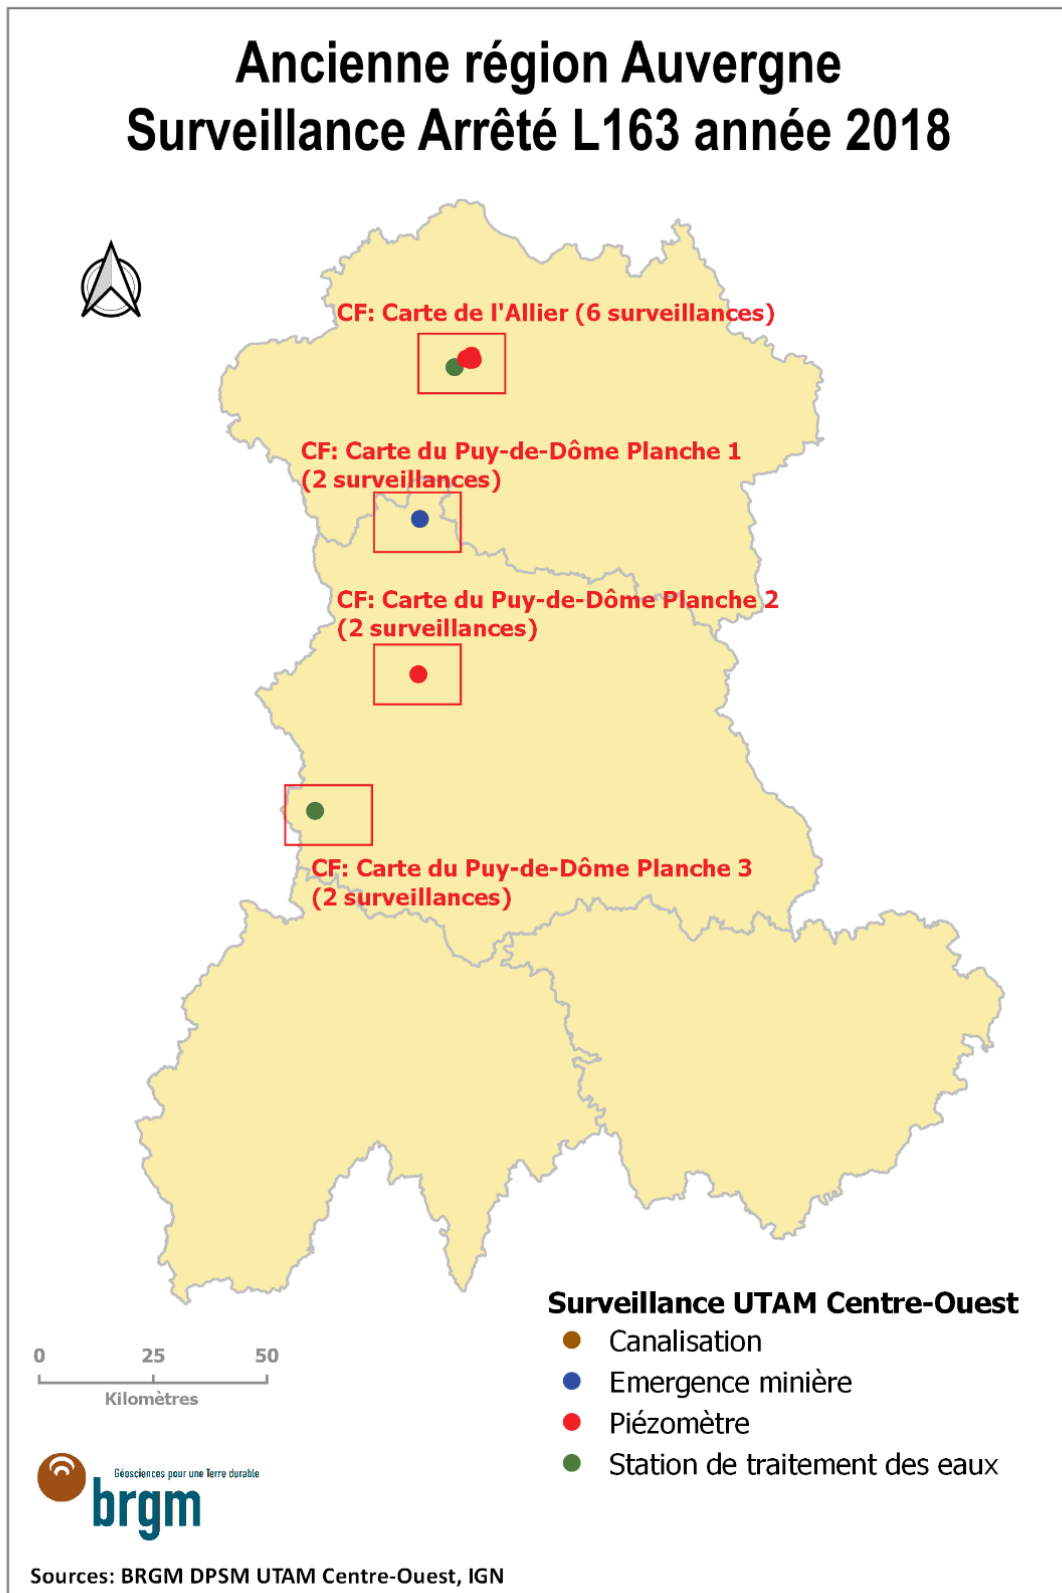 Ancienne région Auvergne
Surveillance Arrêté L163 année 2018
CF: Carte de l'Allier (6 surveillances)
CF: Carte du Puy-de-Dôme Planche 1
(2 surveillances)
CF: Carte du Puy-de-Dôme Planche 2
(2 surveillances)
CF: Carte du Puy-de-Dôme Planche 3
(2 surveillances)
Surveillance UTAM Centre-Ouest
Canalisation
Emergence minière
Piézomètre
Station de traitement des eaux
0 25 50
Kilomètres
Géosciences pour une Terre durable
brgm
Sources: BRGM DPSM UTAM Centre-Ouest, IGN